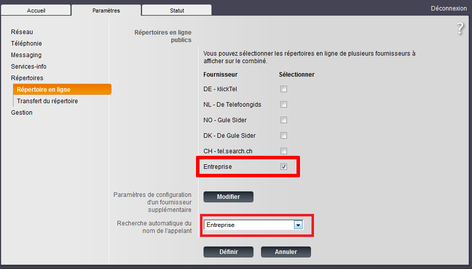 Accueil
Paramètres
Statut
Déconnexion
?
Réseau
Téléphonie
Messaging
Services-info
Répertoires
Répertoire en ligne
Transfert du répertoire
Gestion
Répertoires en ligne
publics
Vous pouvez sélectionner les répertoires en ligne de plusieurs fournisseurs à
afficher sur le combiné.
Fournisseur Sélectionner
DE - klickTel
NL - De Telefoongids
NO - Gule Sider
DK - De Gule Sider
CH - tel.search.ch
Entreprise
Paramètres de configuration
d'un fournisseur
supplémentaire
Modifier
Recherche automatique du
nom de l'appelant
Entreprise
Définir
Annuler